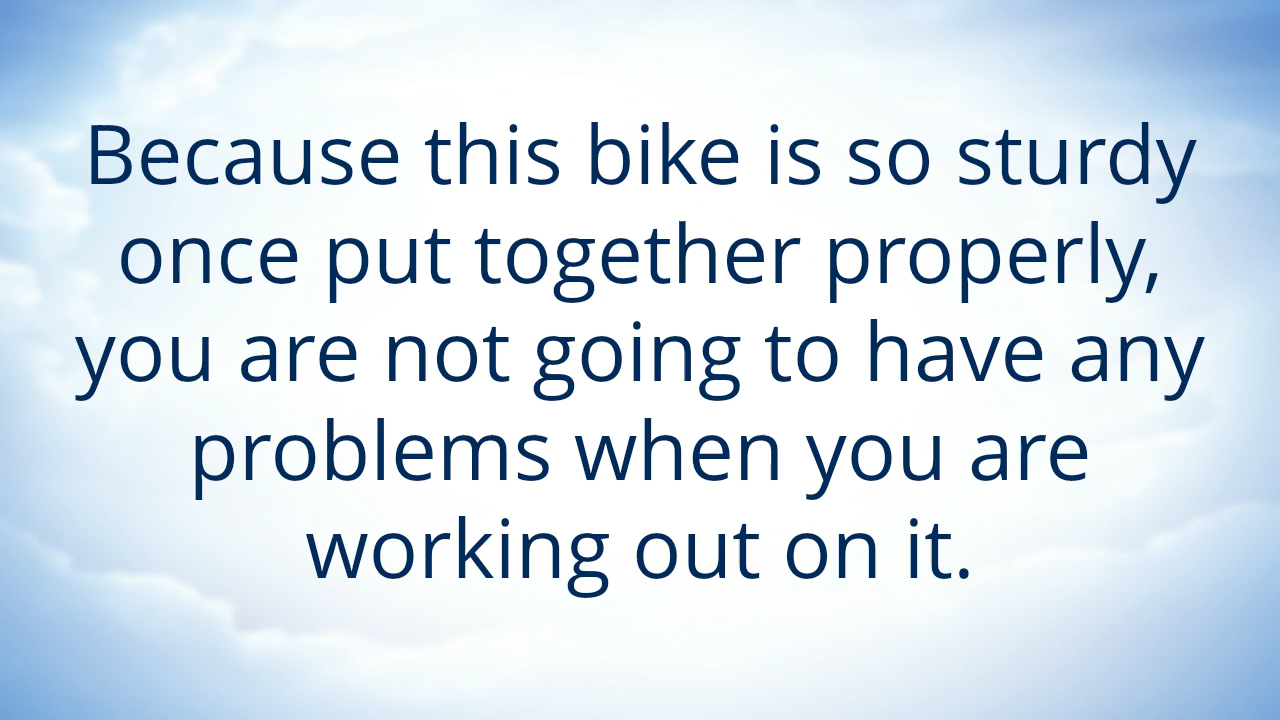 Because this bike is so sturdy
once put together properly,
you are not going to have any
problems when you are
working out on it.